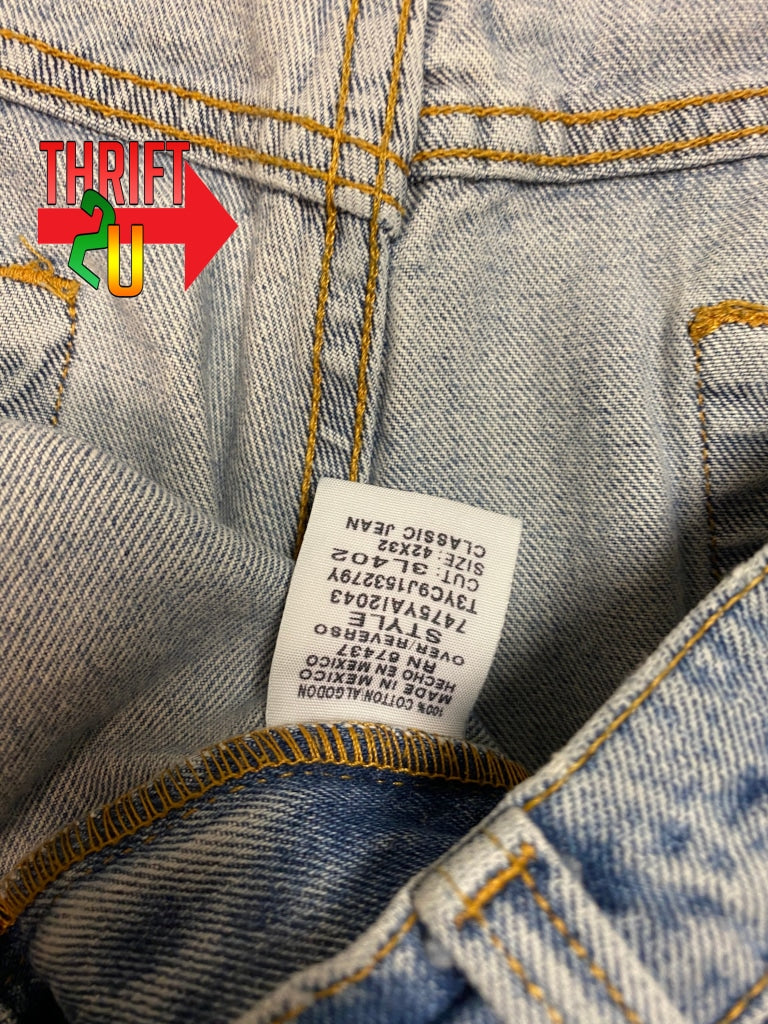 THRIFT
2U
100% COTTON/ALGODON
MADE IN MEXICO
HECHO EN MEXICO
RN 67437
OVER/REVERSO
STYLE
7475YAI2043
T3YC9J153279Y
CUT: 3L402
SIZE: 42X32
CLASSIC JEAN